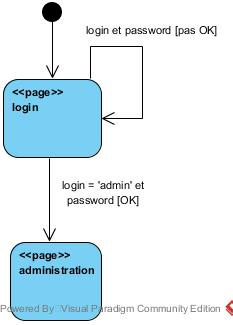 login et password [pas OK]
<<page>>
login
login = 'admin' et
password [OK]
<<page>>
administration
Powered By Visual Paradigm Community Edition